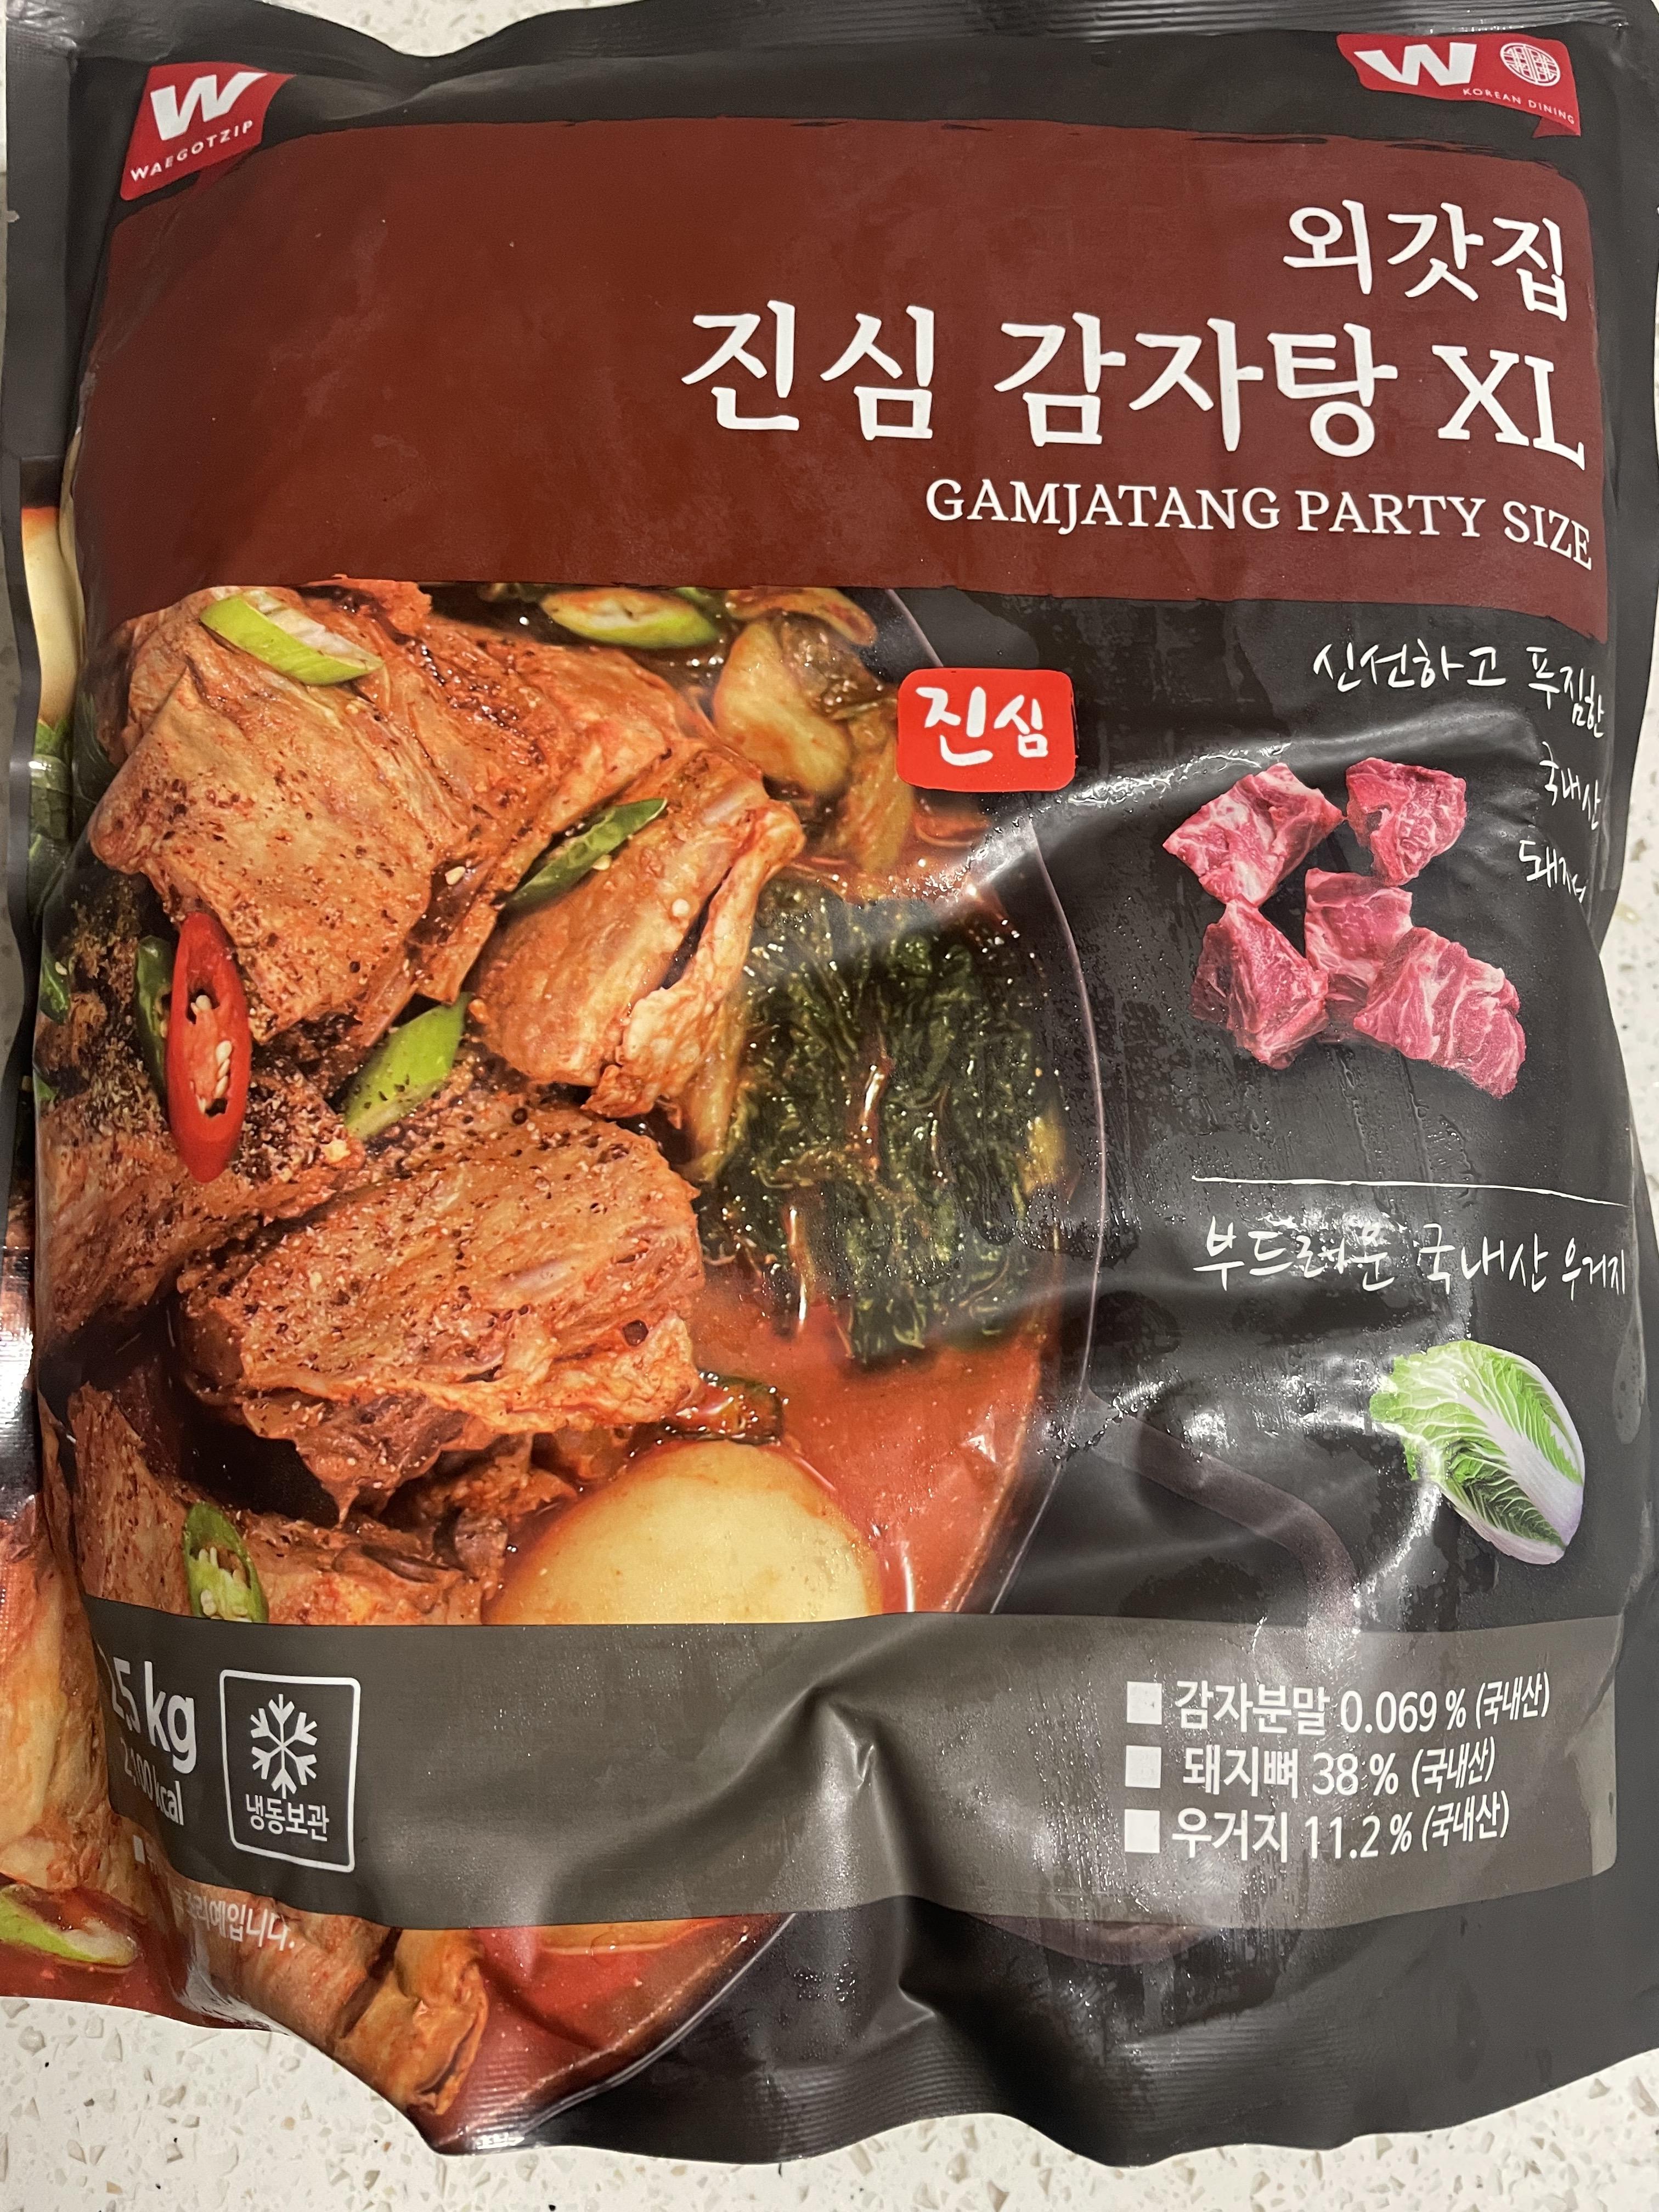 W
WAEGOTZIP
W
KOREAN DINING
외갓집
진심 감자탕 XL
GAMJATANG PARTY SIZE
진심
신선하고 푸짐한
국내산
부드러운 국내산 우거지
kg
kcal
냉동보관
■ 감자분말 0.069 % (국내산)
■ 돼지뼈 38 % (국내산)
■ 우거지 11.2 % (국내산)